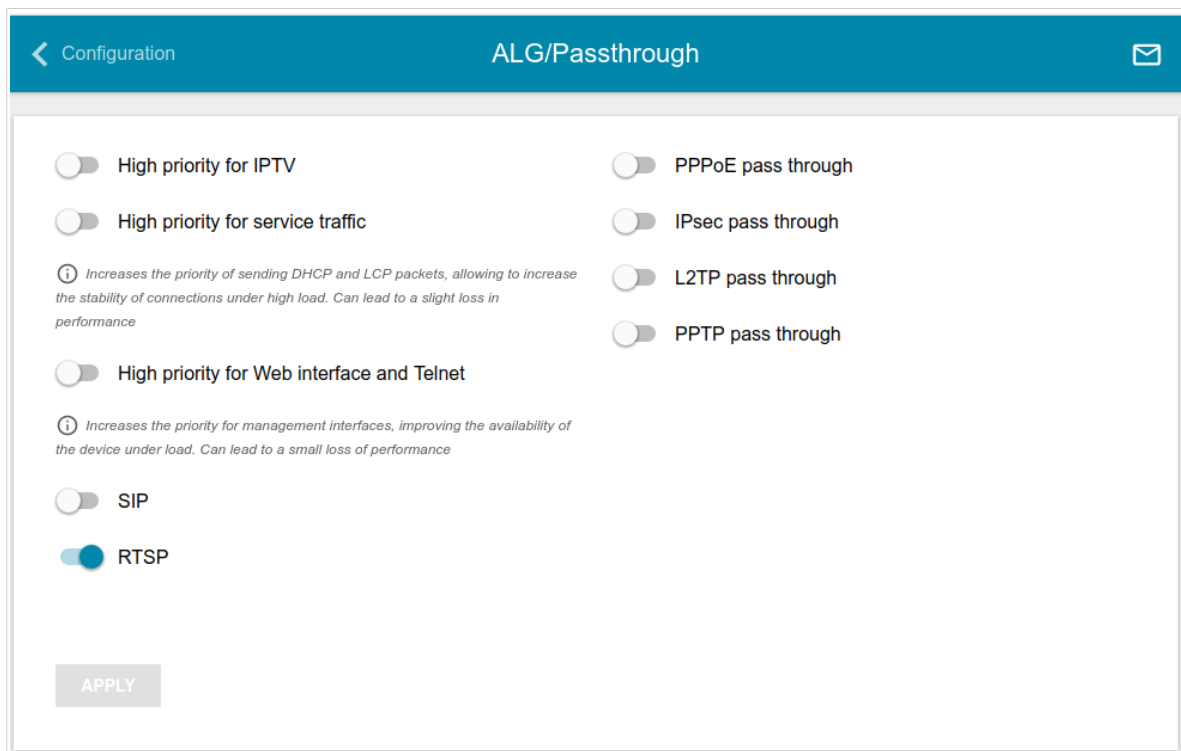 Configuration
ALG/Passthrough
High priority for IPTV
High priority for service traffic
Increases the priority of sending DHCP and LCP packets, allowing to increase
the stability of connections under high load. Can lead to a slight loss in
performance
High priority for Web interface and Telnet
Increases the priority for management interfaces, improving the availability of
the device under load. Can lead to a small loss of performance
SIP
RTSP
PPPoE pass through
IPsec pass through
L2TP pass through
PPTP pass through
APPLY